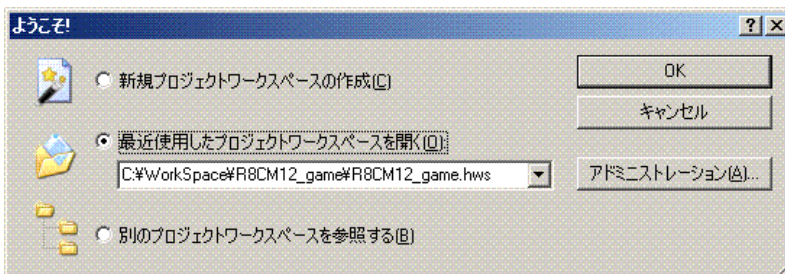 ようこそ!
新規プロジェクトワークスペースの作成(C)
最近使用したプロジェクトワークスペースを開く(O):
C:¥WorkSpace¥R8CM12_game¥R8CM12_game.hws
別のプロジェクトワークスペースを参照する(B)
OK
キャンセル
アドミニストレーション(A)...